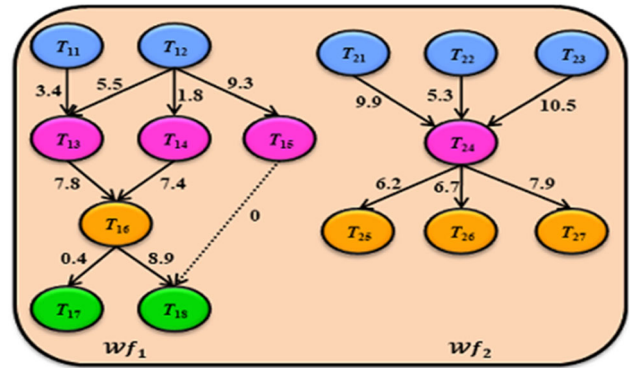 T11 T12 T21 T22 T23
3.4 5.5 1.8 9.3 9.9 5.3 10.5
T13 T14 T15 T24
7.8 7.4 6.2 6.7 7.9
T16 0 T25 T26 T27
0.4 8.9
T17 T18
wf1 wf2